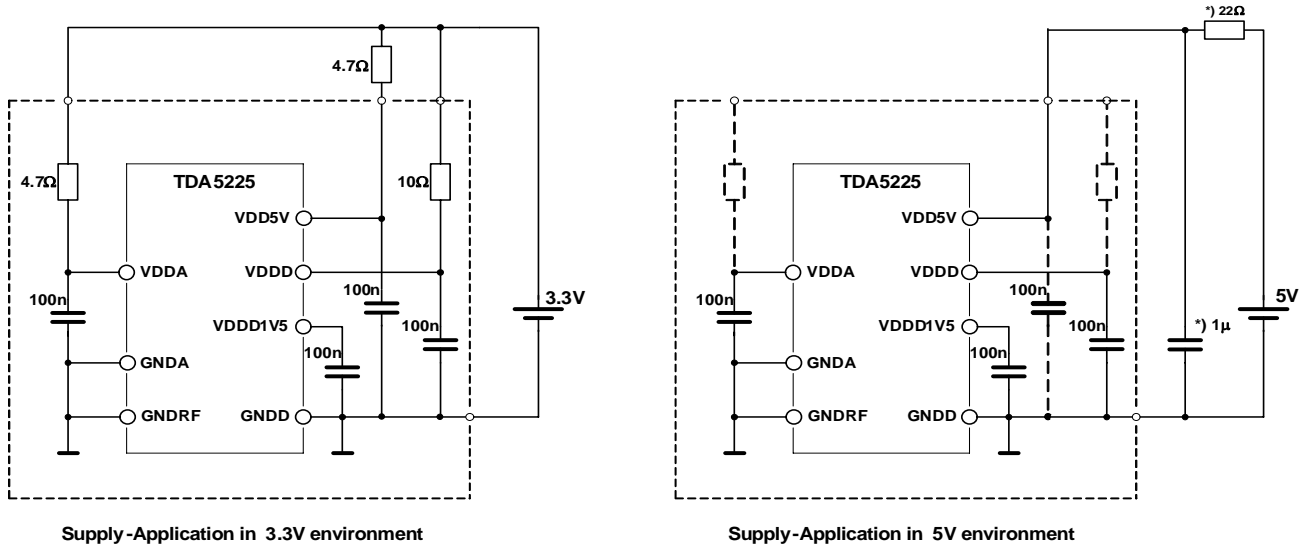 4.7Ω
4.7Ω
10Ω
TDA5225
VDD5V
VDDA
VDDD
100n
100n
3.3V
VDDD1V5
100n
100n
GNDA
GNDRF
GNDD
Supply-Application in 3.3V environment
*) 22Ω
TDA5225
VDD5V
VDDA
VDDD
100n
100n
5V
VDDD1V5
*) 1µ
100n
100n
GNDA
GNDRF
GNDD
Supply-Application in 5V environment